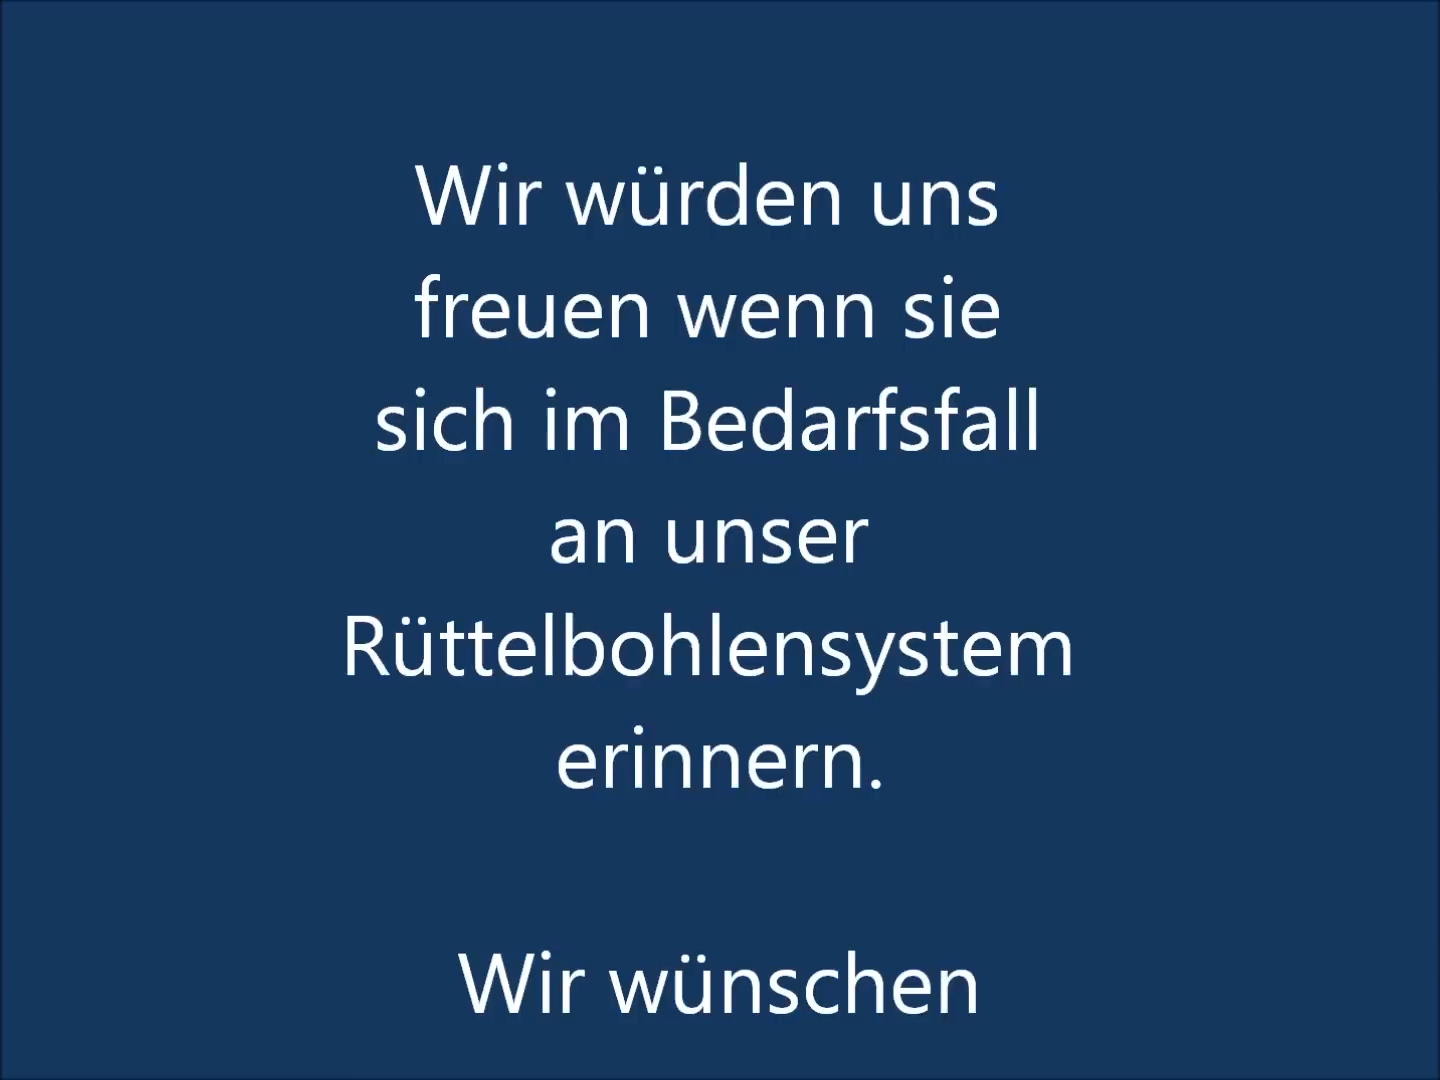 Wir würden uns
freuen wenn sie
sich im Bedarfsfall
an unser
Rüttelbohlensystem
erinnern.
Wir wünschen